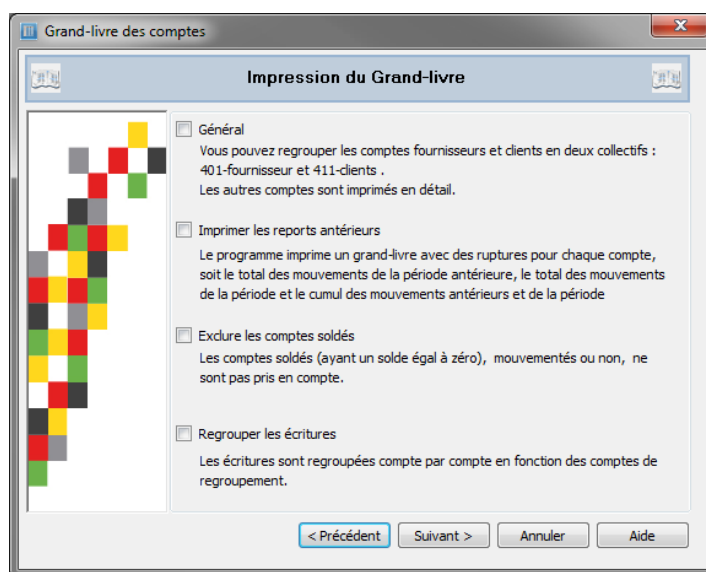 Grand-livre des comptes
Impression du Grand-livre
Général
Vous pouvez regrouper les comptes fournisseurs et clients en deux collectifs :
401-fournisseur et 411-clients .
Les autres comptes sont imprimés en détail.
Imprimer les reports antérieurs
Le programme imprime un grand-livre avec des ruptures pour chaque compte,
soit le total des mouvements de la période antérieure, le total des mouvements
de la période et le cumul des mouvements antérieurs et de la période
Exclure les comptes soldés
Les comptes soldés (ayant un solde égal à zéro), mouvementés ou non, ne
sont pas pris en compte.
Regrouper les écritures
Les écritures sont regroupées compte par compte en fonction des comptes de
regroupement.
< Précédent Suivant > Annuler Aide